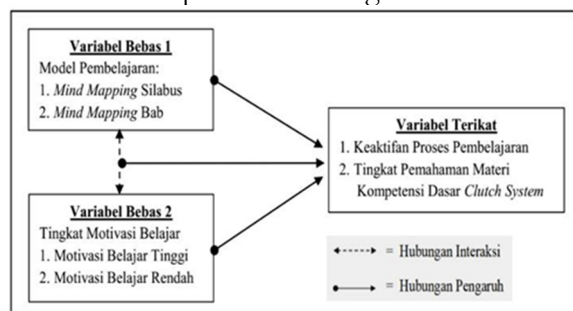 Variabel Bebas 1
Model Pembelajaran:
1. Mind Mapping Silabus
2. Mind Mapping Bab
Variabel Terikat
1. Keaktifan Proses Pembelajaran
2. Tingkat Pemahaman Materi
Kompetensi Dasar Clutch System
Variabel Bebas 2
Tingkat Motivasi Belajar
1. Motivasi Belajar Tinggi
2. Motivasi Belajar Rendah
= Hubungan Interaksi
= Hubungan Pengaruh